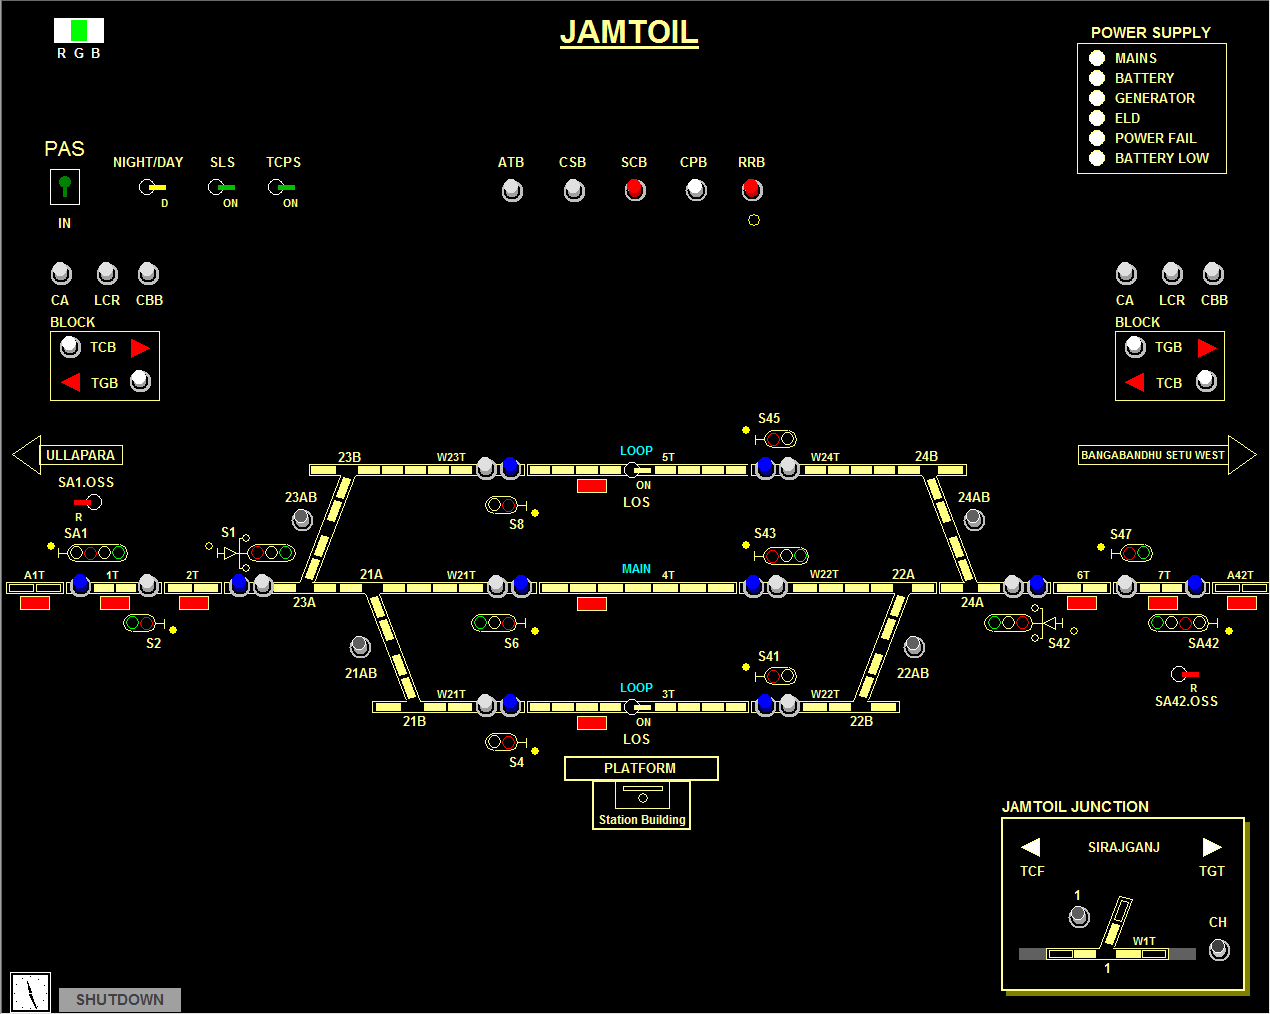 JAMTOIL
R G B
POWER SUPPLY
MAINS
BATTERY
GENERATOR
ELD
POWER FAIL
BATTERY LOW
PAS
IN
NIGHT/DAY SLS TCPS
D ON ON
ATB CSB SCB CPB RRB
CA LCR CBB
BLOCK
TCB
TGB
CA LCR CBB
BLOCK
TGB
TCB
ULLAPARA
BANGABANDHU SETU WEST
SA1.OSS
R
S45
LOOP
23B W23T 5T W24T 24B
ON
LOS
23AB
S8
24AB
SA1 S1 S43 S47
MAIN
A1T 1T 2T 21A W21T 4T W22T 22A 6T 7T A42T
23A 24A
S2 S6 S42 SA42
21AB
S41
22AB
R
SA42.OSS
LOOP
W21T 3T W22T
21B ON 22B
LOS
S4
PLATFORM
Station Building
JAMTOIL JUNCTION
SIRAJGANJ
TCF TGT
1
CH
W1T
1
SHUTDOWN